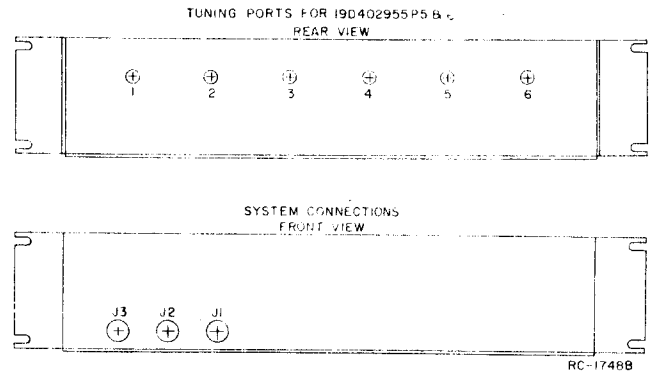 TUNING PORTS FOR 19D402955P5 &
REAR VIEW
1 2 3 4 5 6
SYSTEM CONNECTIONS
FRONT VIEW
J3 J2 J1
RC-1748B